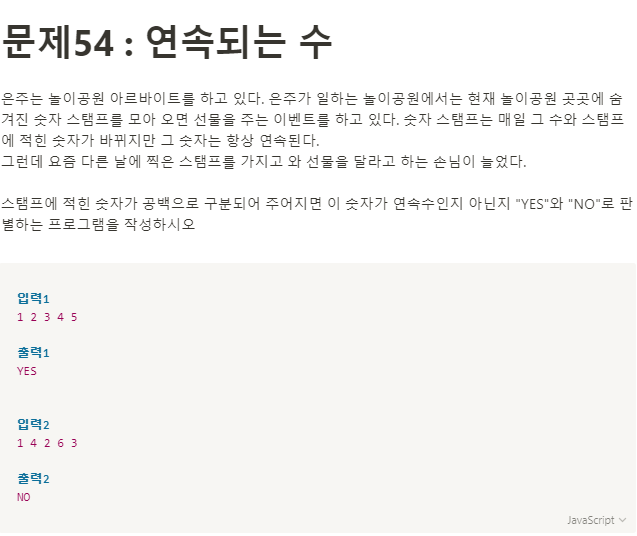 문제54 : 연속되는 수
은주는 놀이공원 아르바이트를 하고 있다. 은주가 일하는 놀이공원에서는 현재 놀이공원 곳곳에 숨
겨진 숫자 스탬프를 모아 오면 선물을 주는 이벤트를 하고 있다. 숫자 스탬프는 매일 그 수와 스탬프
에 적힌 숫자가 바뀌지만 그 숫자는 항상 연속된다.
그런데 요즘 다른 날에 찍은 스탬프를 가지고 와 선물을 달라고 하는 손님이 늘었다.
스탬프에 적힌 숫자가 공백으로 구분되어 주어지면 이 숫자가 연속수인지 아닌지 "YES"와 "NO"로 판
별하는 프로그램을 작성하시오
입력1
1 2 3 4 5
출력1
YES
입력2
1 4 2 6 3
출력2
NO
JavaScript